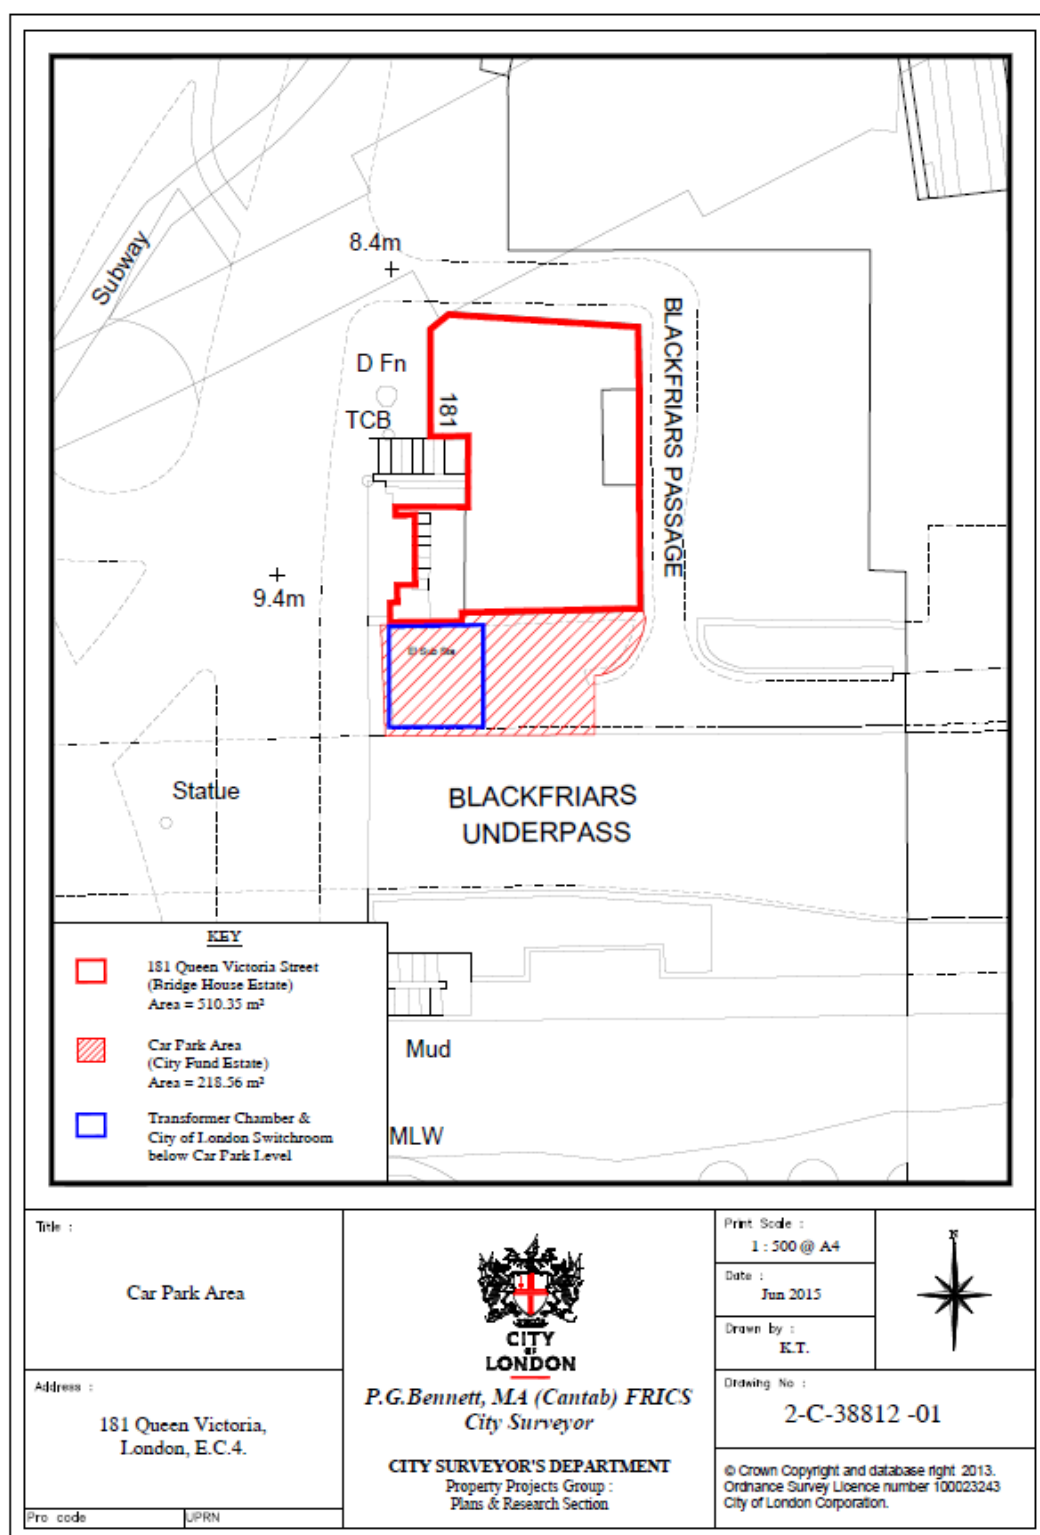 Subway
8.4m
D Fn
TCB
181
BLACKFRIARS PASSAGE
9.4m
El Sub Sta
Statue
BLACKFRIARS
UNDERPASS
Mud
MLW
KEY
181 Queen Victoria Street
(Bridge House Estate)
Area = 510.35 m²
Car Park Area
(City Fund Estate)
Area = 218.56 m²
Transformer Chamber &
City of London Switchroom
below Car Park Level
Title :
Car Park Area
Address :
181 Queen Victoria,
London, E.C.4.
Pro code
UPRN
CITY
OF
LONDON
P.G.Bennett, MA (Cantab) FRICS
City Surveyor
CITY SURVEYOR'S DEPARTMENT
Property Projects Group :
Plans & Research Section
Print Scale :
1 : 500 @ A4
Date :
Jun 2015
Drawn by :
K.T.
N
Drawing No :
2-C-38812 -01
© Crown Copyright and database right 2013.
Ordnance Survey Licence number 100023243
City of London Corporation.